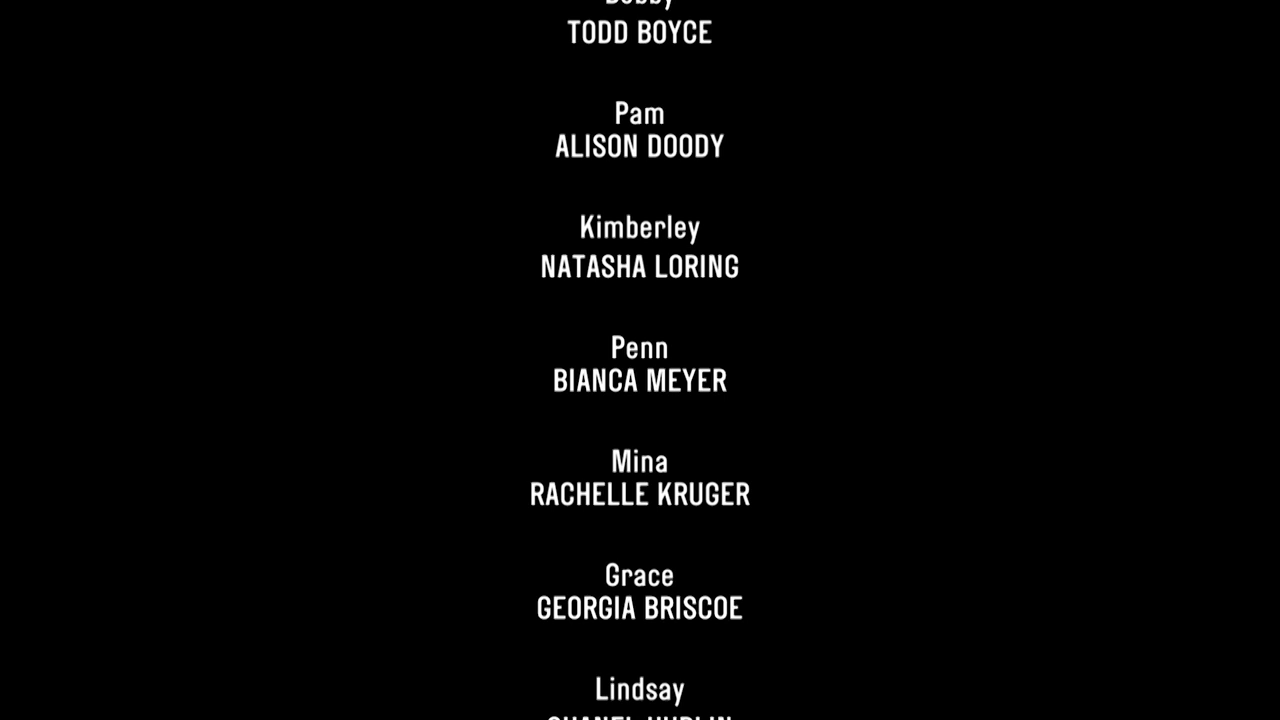 TODD BOYCE
Pam
ALISON DOODY
Kimberley
NATASHA LORING
Penn
BIANCA MEYER
Mina
RACHELLE KRUGER
Grace
GEORGIA BRISCOE
Lindsay